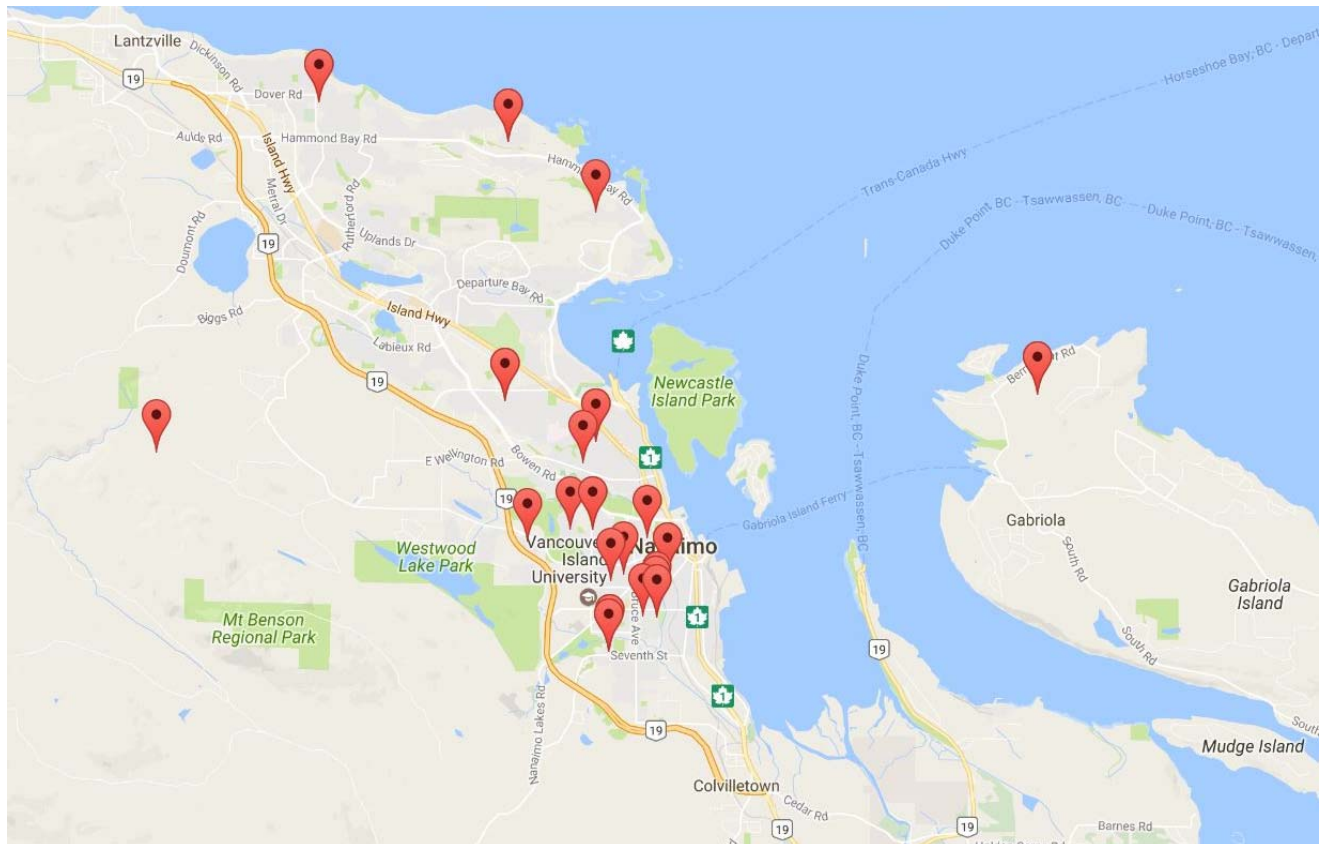 Lantzville
Dickinson Rd
19
Dover Rd
Horseshoe Bay, BC - Depar
Aulds Rd
Island Hwy
Hammond Bay Rd
Trans-Canada Hwy
Metral Dr
Rutherford Rd
Duke Point, BC - Tsawwassen, BC
Duke Point, BC - Tsawwassen,
Doumont Rd
19
Uplands Dr
Departure Bay Rd
Biggs Rd
Island Hwy
Labieux Rd
19
Newcastle
Island Park
Duke Point, BC - Tsawwassen, BC
E Wellington Rd
Bowen Rd
1
19
Gabriola Island Ferry
Gabriola
Westwood
Lake Park
Vancouver
Island
University
Nanaimo
South Rd
Gabriola
Island
Mt Benson
Regional Park
1
Seventh St
19
South Rd
Nanaimo Lakes Rd
1
19
South
Mudge Island
Colvilletown
Cedar Rd
19
19
Barnes Rd